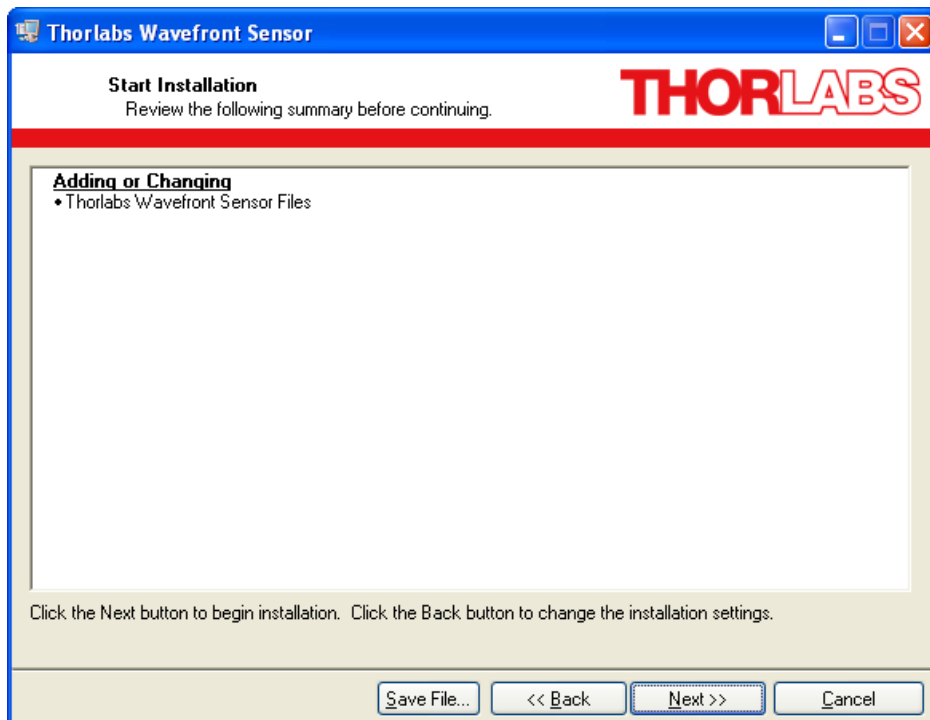 Thorlabs Wavefront Sensor
Start Installation
Review the following summary before continuing.
THORLABS
Adding or Changing
• Thorlabs Wavefront Sensor Files
Click the Next button to begin installation. Click the Back button to change the installation settings.
Save File...
<< Back
Next >>
Cancel